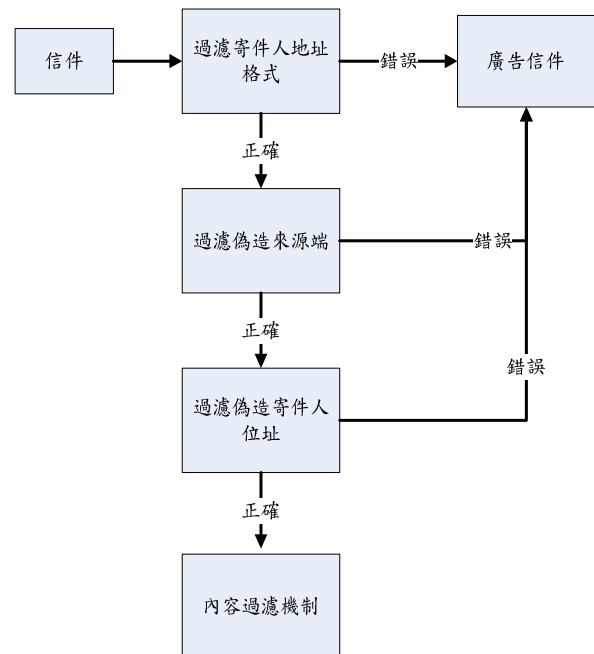 信件
過濾寄件人地址
格式
錯誤
廣告信件
正確
過濾偽造來源端
錯誤
正確
錯誤
過濾偽造寄件人
位址
正確
內容過濾機制